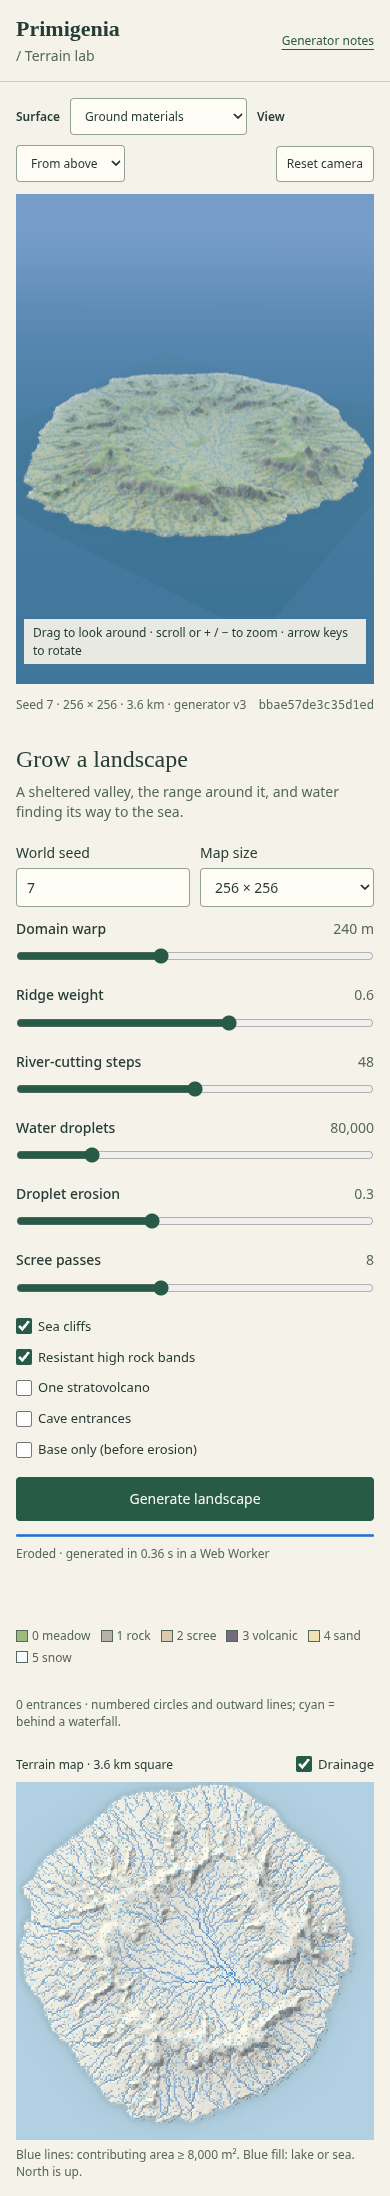 Primigenia
/ Terrain lab
Generator notes
Surface
Ground materials
View
From above
Reset camera
Drag to look around · scroll or + / − to zoom · arrow keys
to rotate
Seed 7 · 256 × 256 · 3.6 km · generator v3
bbae57de3c35d1ed
Grow a landscape
A sheltered valley, the range around it, and water
finding its way to the sea.
World seed
Map size
7
256 × 256
Domain warp
240 m
Ridge weight
0.6
River-cutting steps
48
Water droplets
80,000
Droplet erosion
0.3
Scree passes
8
Sea cliffs
Resistant high rock bands
One stratovolcano
Cave entrances
Base only (before erosion)
Generate landscape
Eroded · generated in 0.36 s in a Web Worker
0 meadow 1 rock 2 scree 3 volcanic 4 sand
5 snow
0 entrances · numbered circles and outward lines; cyan =
behind a waterfall.
Terrain map · 3.6 km square
Drainage
Blue lines: contributing area ≥ 8,000 m². Blue fill: lake or sea.
North is up.